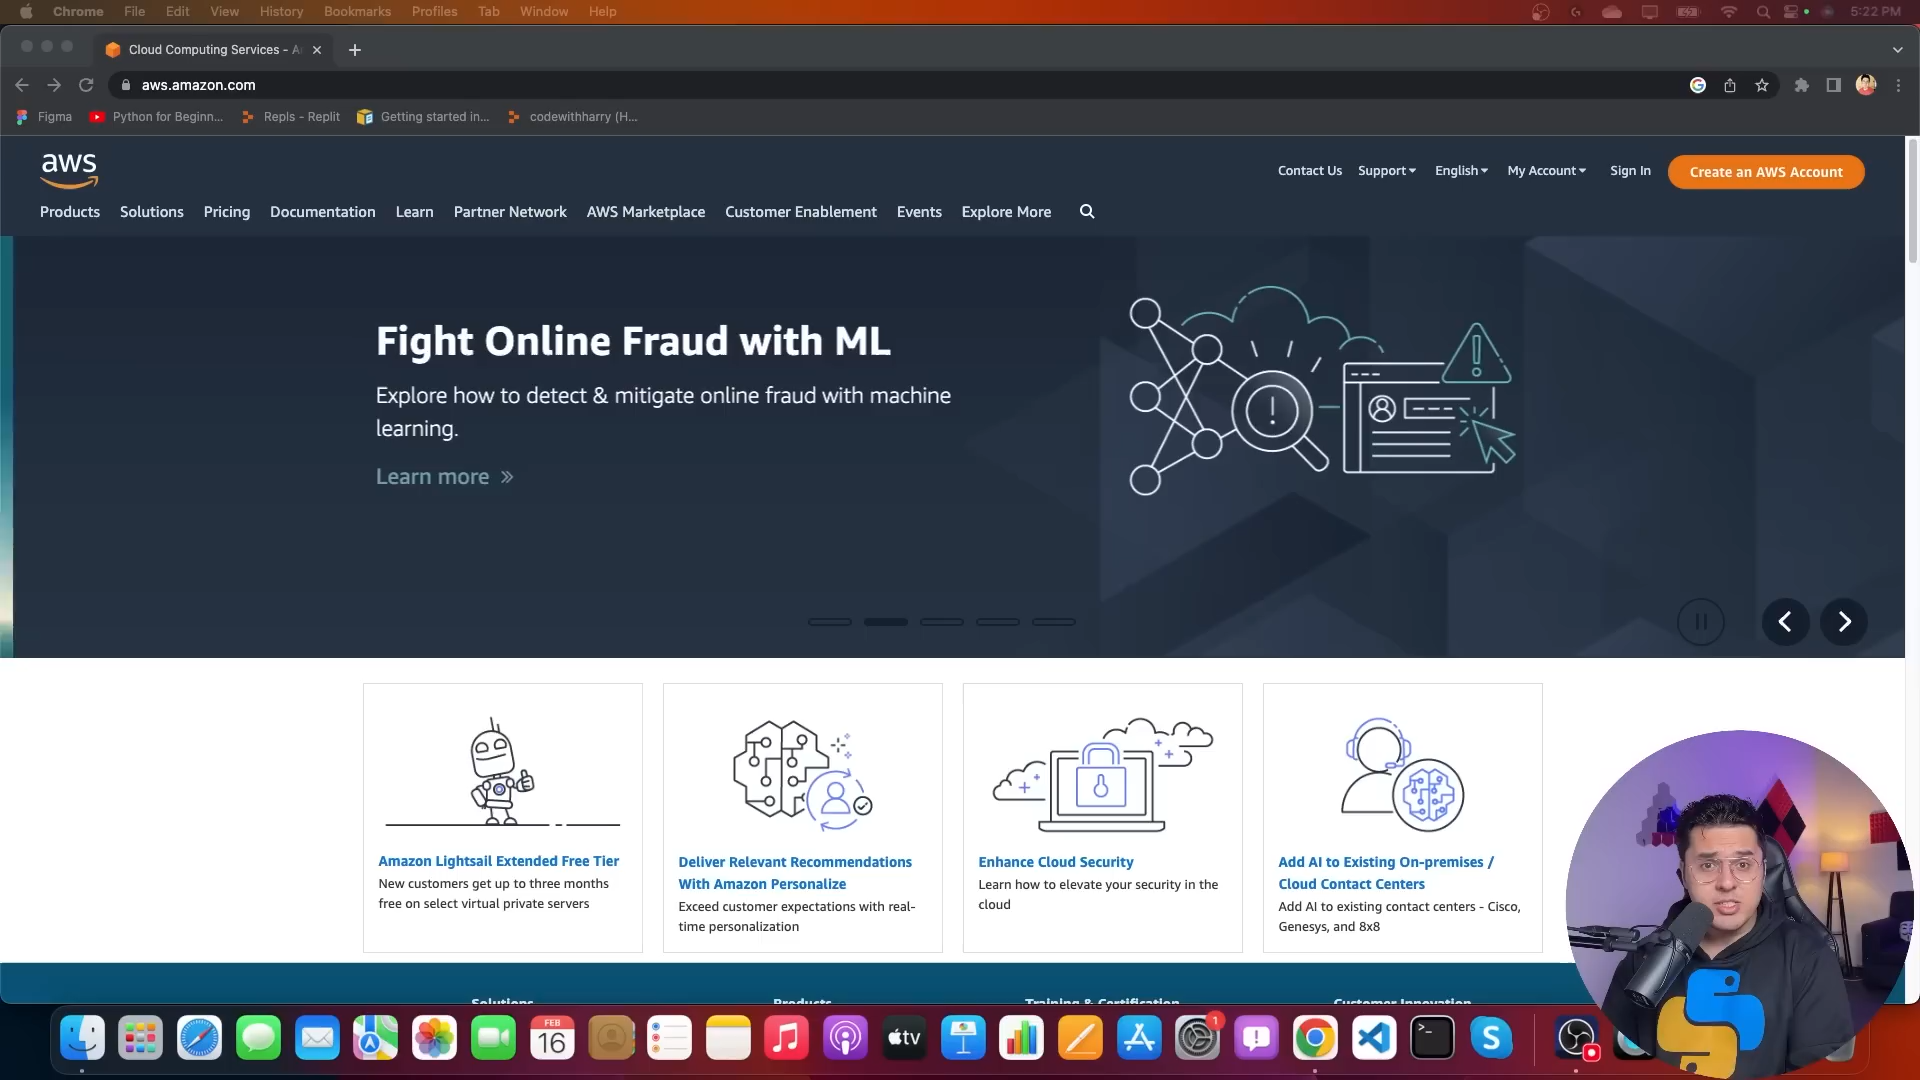 Chrome File Edit View History Bookmarks Profiles Tab Window Help 5:22 PM
Cloud Computing Services - A
aws.amazon.com
Figma Python for Beginn... Repls - Replit Getting started in... codewithharry (H...
aws
Contact Us Support English My Account Sign In Create an AWS Account
Products Solutions Pricing Documentation Learn Partner Network AWS Marketplace Customer Enablement Events Explore More
Fight Online Fraud with ML
Explore how to detect & mitigate online fraud with machine
learning.
Learn more »
Amazon Lightsail Extended Free Tier
New customers get up to three months
free on select virtual private servers
Deliver Relevant Recommendations
With Amazon Personalize
Exceed customer expectations with real-
time personalization
Enhance Cloud Security
Learn how to elevate your security in the
cloud
Add AI to Existing On-premises /
Cloud Contact Centers
Add AI to existing contact centers - Cisco,
Genesys, and 8x8
Solutions Products Training & Certification Customer Innovation
FEB
16
tv
1